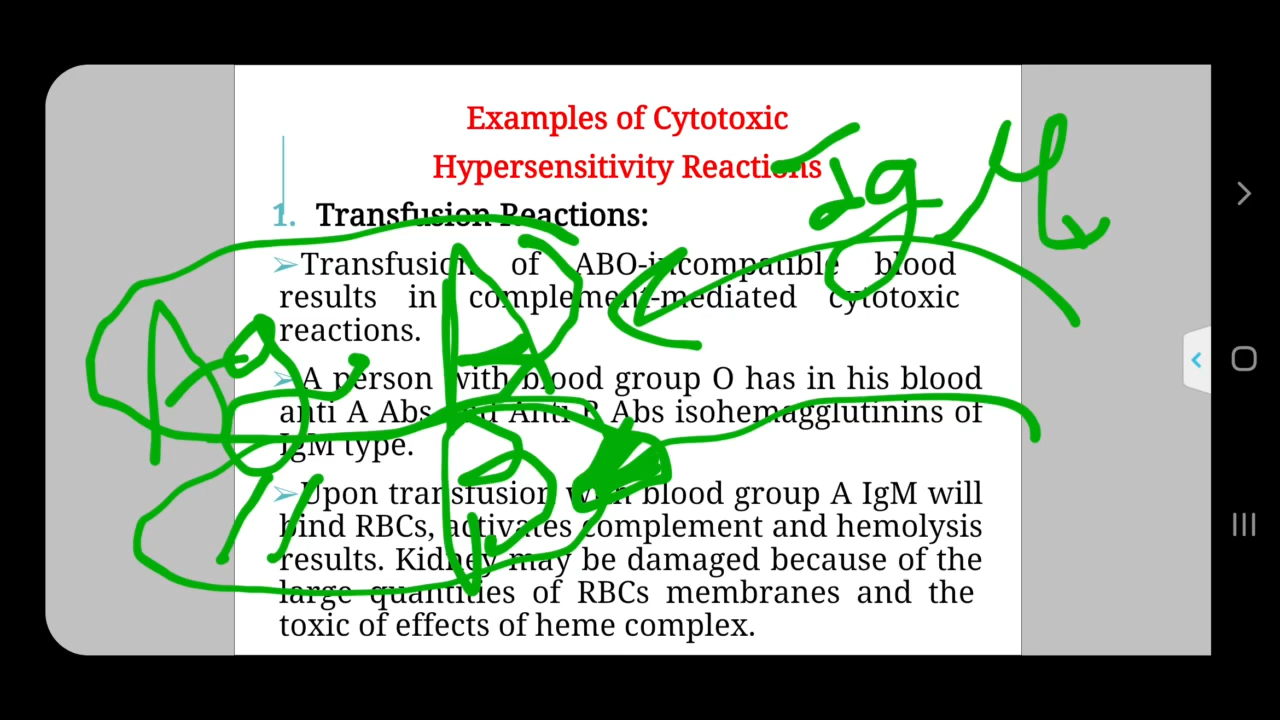 Examples of Cytotoxic
Hypersensitivity Reactions
IgM
1. Transfusion Reactions:
➢Transfusion of ABO-incompatible blood
results in complement-mediated cytotoxic
reactions.
A
Ag
➢A person with blood group O has in his blood
anti A Abs and Anti B Abs isohemagglutinins of
IgM type.
B
➢Upon transfusion with blood group A IgM will
bind RBCs, activates complement and hemolysis
results. Kidney may be damaged because of the
large quantities of RBCs membranes and the
toxic of effects of heme complex.